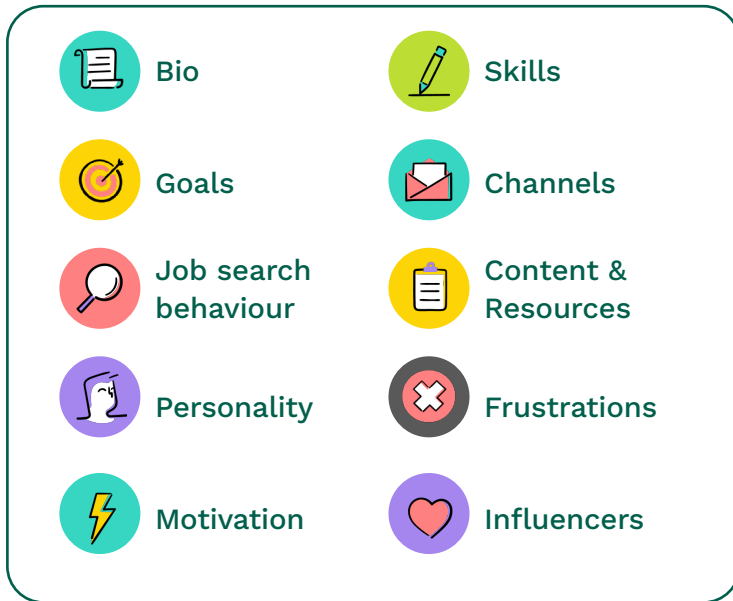 Bio
Skills
Goals
Channels
Job search
behaviour
Content &
Resources
Personality
Frustrations
Motivation
Influencers